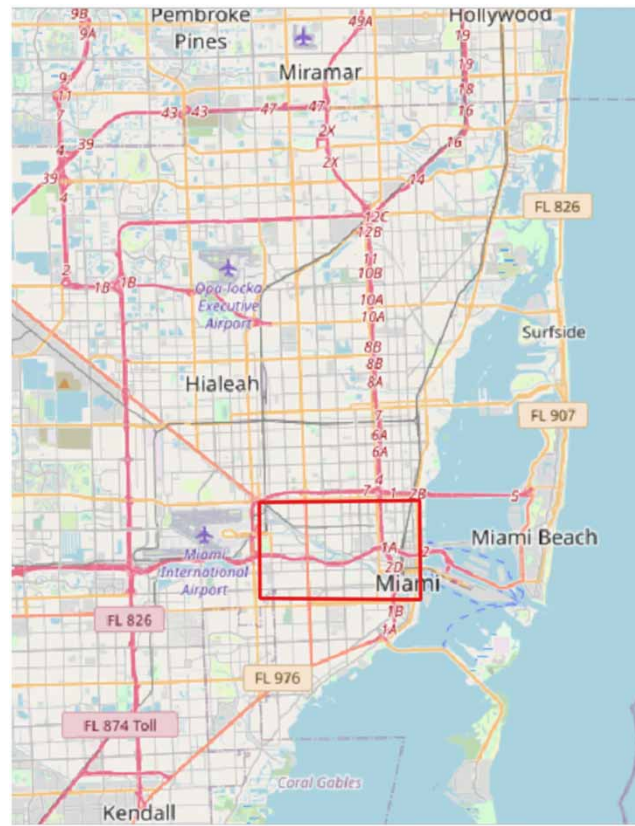 Pembroke
Pines
Hollywood
9B
9A
49A
19
Miramar
19
18
16
9
11
7
4
39
39
4
43
43
47
47
2X
2X
16
14
12C
12B
FL 826
11
10B
10A
10A
2
1B
1B
Opa-locka
Executive
Airport
Surfside
8B
8B
8A
Hialeah
FL 907
7
6A
6A
4
7
1
2B
5
Miami Beach
Miami
International
Airport
1A
2
2D
Miami
1B
1A
FL 826
FL 976
FL 874 Toll
Coral Gables
Kendall